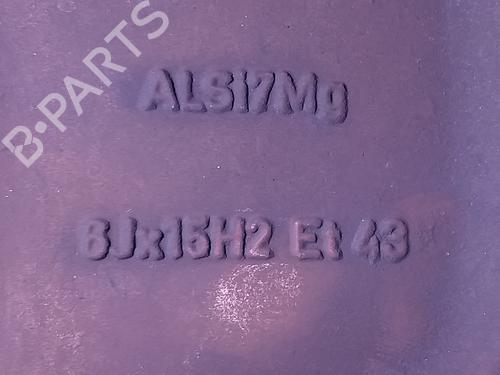 B-PARTS
ALSi7Mg
6Jx15H2 Et 43